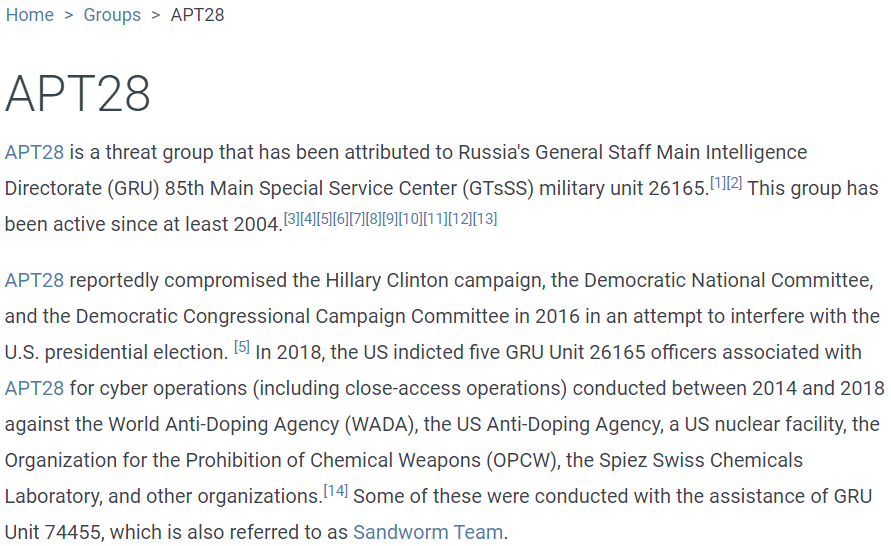 Home > Groups > APT28
APT28
APT28 is a threat group that has been attributed to Russia's General Staff Main Intelligence
Directorate (GRU) 85th Main Special Service Center (GTsSS) military unit 26165.[1][2] This group has
been active since at least 2004.[3][4][5][6][7][8][9][10][11][12][13]
APT28 reportedly compromised the Hillary Clinton campaign, the Democratic National Committee,
and the Democratic Congressional Campaign Committee in 2016 in an attempt to interfere with the
U.S. presidential election. [5] In 2018, the US indicted five GRU Unit 26165 officers associated with
APT28 for cyber operations (including close-access operations) conducted between 2014 and 2018
against the World Anti-Doping Agency (WADA), the US Anti-Doping Agency, a US nuclear facility, the
Organization for the Prohibition of Chemical Weapons (OPCW), the Spiez Swiss Chemicals
Laboratory, and other organizations.[14] Some of these were conducted with the assistance of GRU
Unit 74455, which is also referred to as Sandworm Team.